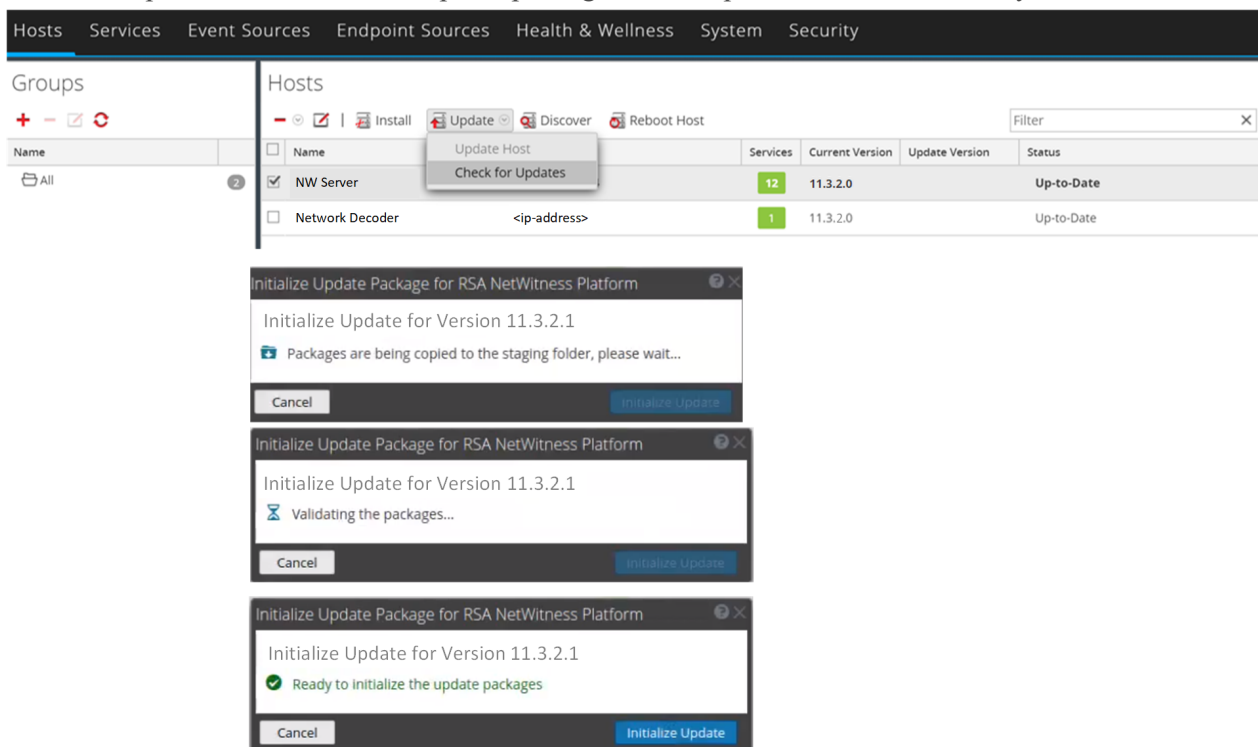 Hosts Services Event Sources Endpoint Sources Health & Wellness System Security
Groups
Hosts
Install Update Discover Reboot Host
Filter
Update Host
Check for Updates
Name
Name Services Current Version Update Version Status
All 2
NW Server 12 11.3.2.0 Up-to-Date
Network Decoder <ip-address> 1 11.3.2.0 Up-to-Date
Initialize Update Package for RSA NetWitness Platform
Initialize Update for Version 11.3.2.1
Packages are being copied to the staging folder, please wait...
Cancel Initialize Update
Initialize Update Package for RSA NetWitness Platform
Initialize Update for Version 11.3.2.1
Validating the packages...
Cancel Initialize Update
Initialize Update Package for RSA NetWitness Platform
Initialize Update for Version 11.3.2.1
Ready to initialize the update packages
Cancel Initialize Update